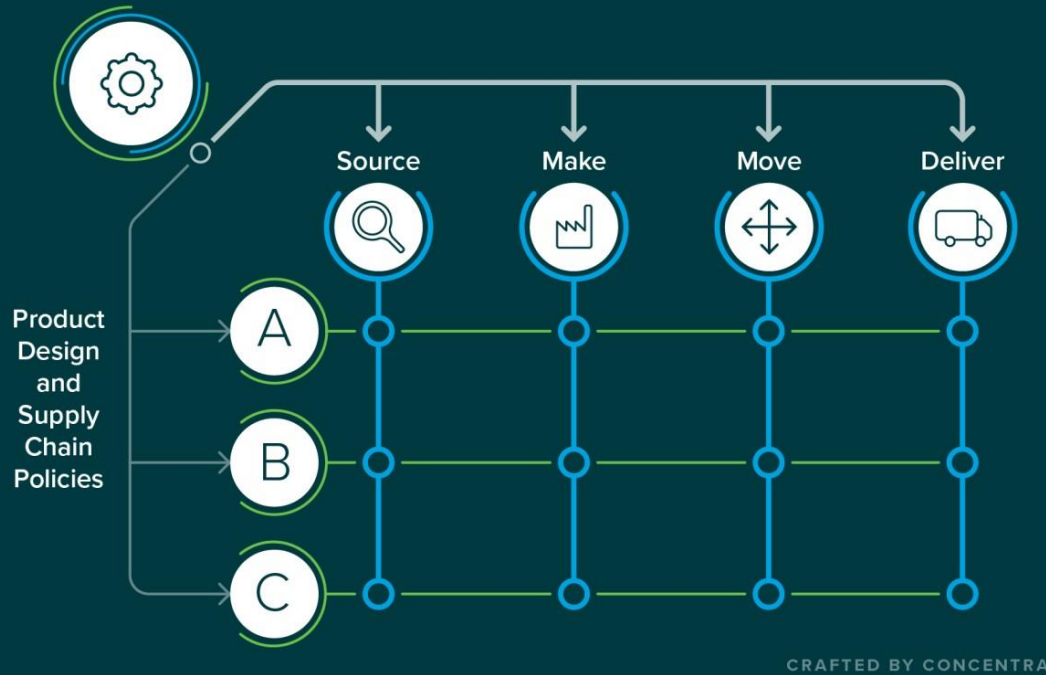 Source
Make
Move
Deliver
Product
Design
and
Supply
Chain
Policies
A
B
C
CRAFTED BY CONCENTRA